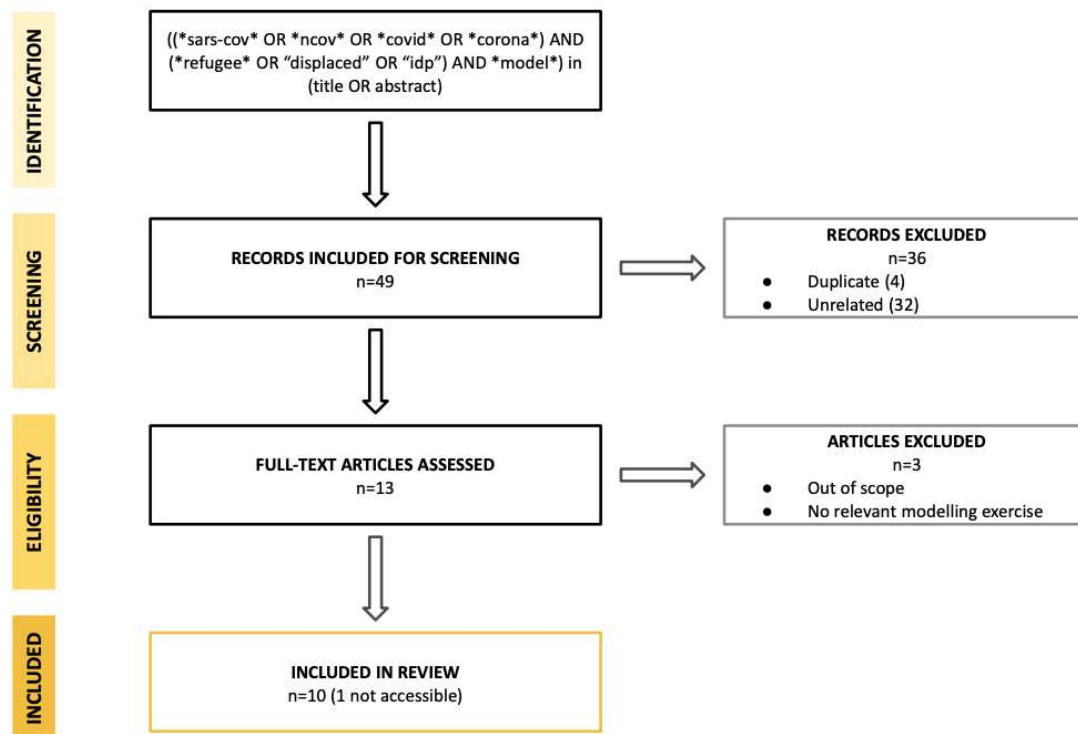 IDENTIFICATION
((*sars-cov* OR *ncov* OR *covid* OR *corona*) AND
(*refugee* OR “displaced” OR “idp”) AND *model*) in
(title OR abstract)
SCREENING
RECORDS INCLUDED FOR SCREENING
n=49
RECORDS EXCLUDED
n=36
● Duplicate (4)
● Unrelated (32)
ELIGIBILITY
FULL-TEXT ARTICLES ASSESSED
n=13
ARTICLES EXCLUDED
n=3
● Out of scope
● No relevant modelling exercise
INCLUDED
INCLUDED IN REVIEW
n=10 (1 not accessible)